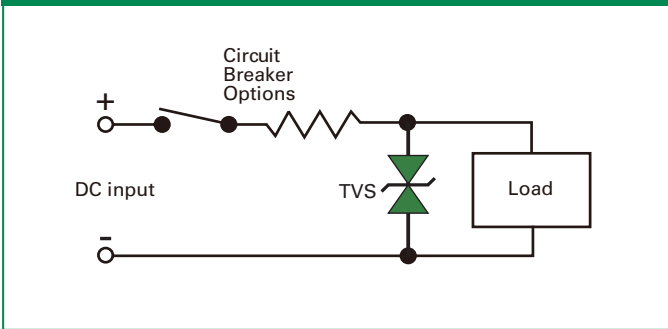 Circuit
Breaker
Options
+
DC input
TVS
Load
-